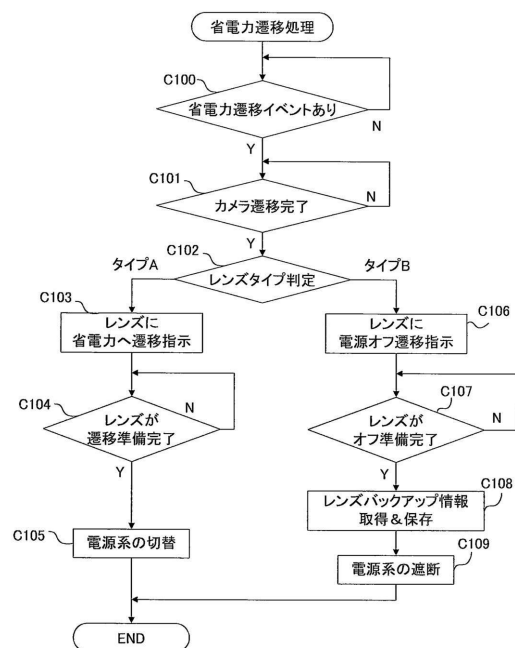 省電力遷移処理
C100
省電力遷移イベントあり
N
Y
C101
カメラ遷移完了
N
Y
C102
レンズタイプ判定
タイプA
タイプB
C103
レンズに
省電力へ遷移指示
C104
レンズが
遷移準備完了
N
Y
C105
電源系の切替
C106
レンズに
電源オフ遷移指示
C107
レンズが
オフ準備完了
N
Y
C108
レンズバックアップ情報
取得&保存
C109
電源系の遮断
END